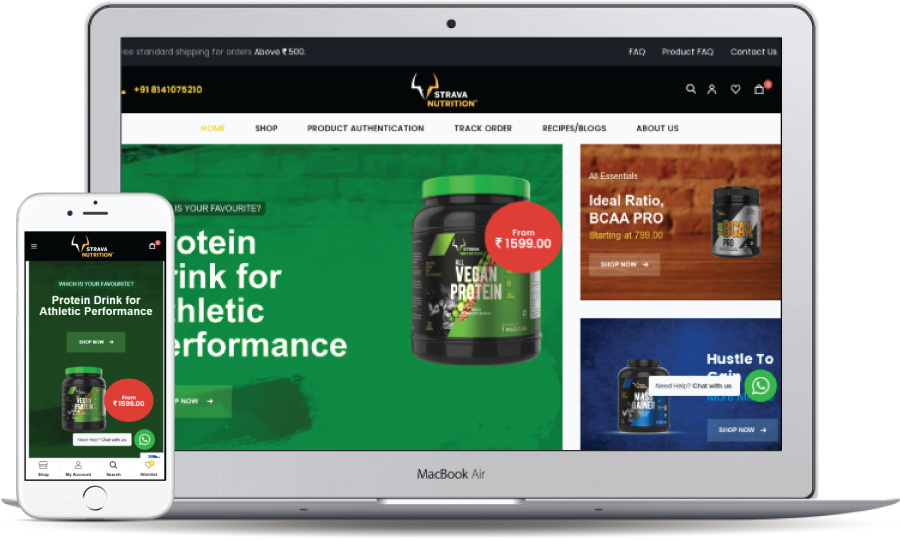 ree standard shipping for orders Above ₹ 500.
FAQ Product FAQ Contact Us
+91 8141075210
STRAVA
NUTRITION
HOME SHOP PRODUCT AUTHENTICATION TRACK ORDER RECIPES/BLOGS ABOUT US
IS YOUR FAVOURITE?
rotein
rink for
thletic
erformance
P NOW
STRAVA
ALL
VEGAN
PROTEIN
From
₹ 1599.00
All Essentials
Ideal Ratio,
BCAA PRO
Starting at 799.00
SHOP NOW
BCAA
PRO
Hustle To
Gain
More M
Need Help? Chat with us
SHOP NOW
MASS
GAINER
MacBook Air
STRAVA
NUTRITION
WHICH IS YOUR FAVOURITE?
Protein Drink for
Athletic Performance
SHOP NOW
VEGAN
PROTEIN
From
₹ 1599.00
Need Help? Chat with us
Shop My Account Search Wishlist